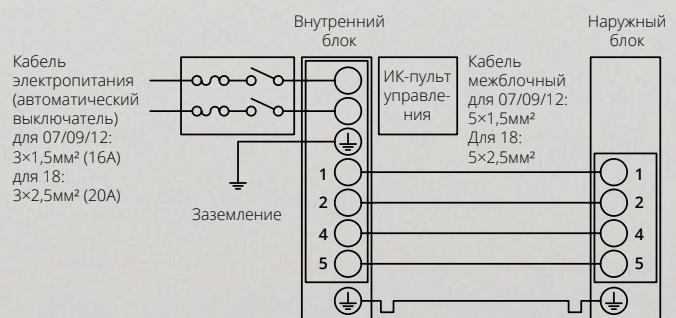 Внутренний
блок
Наружный
блок
Кабель
электропитания
(автоматический
выключатель)
для 07/09/12:
3×1,5мм² (16А)
для 18:
3×2,5мм² (20А)
ИК-пульт
управле-
ния
Кабель
межблочный
для 07/09/12:
5×1,5мм²
Для 18:
5×2,5мм²
Заземление
1
2
4
5
1
2
4
5